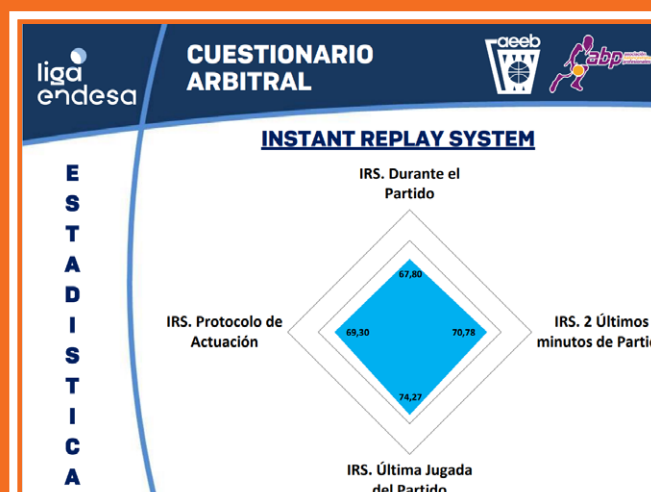 liga
endesa
CUESTIONARIO
ARBITRAL
aeeb
abp
INSTANT REPLAY SYSTEM
E
S
T
A
D
I
S
T
I
C
A
IRS. Durante el
Partido
67,80
IRS. Protocolo de
Actuación
69,30
70,78
IRS. 2 Últimos
minutos de Partid
74,27
IRS. Última Jugada
del Partido